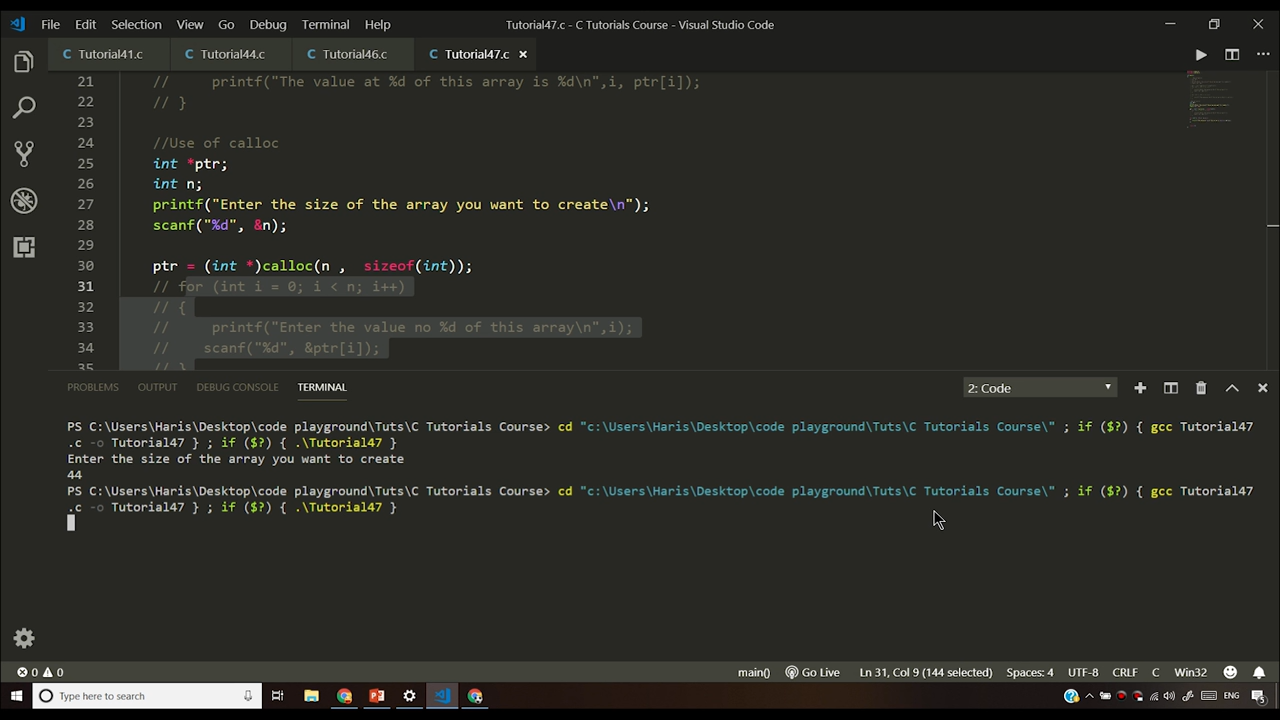 File Edit Selection View Go Debug Terminal Help Tutorial47.c - C Tutorials Course - Visual Studio Code
C Tutorial41.c C Tutorial44.c C Tutorial46.c C Tutorial47.c
21 // printf("The value at %d of this array is %d\n",i, ptr[i]);
22 // }
23
24 //Use of calloc
25 int *ptr;
26 int n;
27 printf("Enter the size of the array you want to create\n");
28 scanf("%d", &n);
29
30 ptr = (int *)calloc(n ,  sizeof(int));
31 // for (int i = 0; i < n; i++)
32 // {
33 //     printf("Enter the value no %d of this array\n",i);
34 //    scanf("%d", &ptr[i]);
35 // }
PROBLEMS OUTPUT DEBUG CONSOLE TERMINAL 2: Code
PS C:\Users\Haris\Desktop\code playground\Tuts\C Tutorials Course> cd "c:\Users\Haris\Desktop\code playground\Tuts\C Tutorials Course\" ; if ($?) { gcc Tutorial47
.c -o Tutorial47 } ; if ($?) { .\Tutorial47 }
Enter the size of the array you want to create
44
PS C:\Users\Haris\Desktop\code playground\Tuts\C Tutorials Course> cd "c:\Users\Haris\Desktop\code playground\Tuts\C Tutorials Course\" ; if ($?) { gcc Tutorial47
.c -o Tutorial47 } ; if ($?) { .\Tutorial47 }
0 0 main() Go Live Ln 31, Col 9 (144 selected) Spaces: 4 UTF-8 CRLF C Win32
Type here to search ENG 5